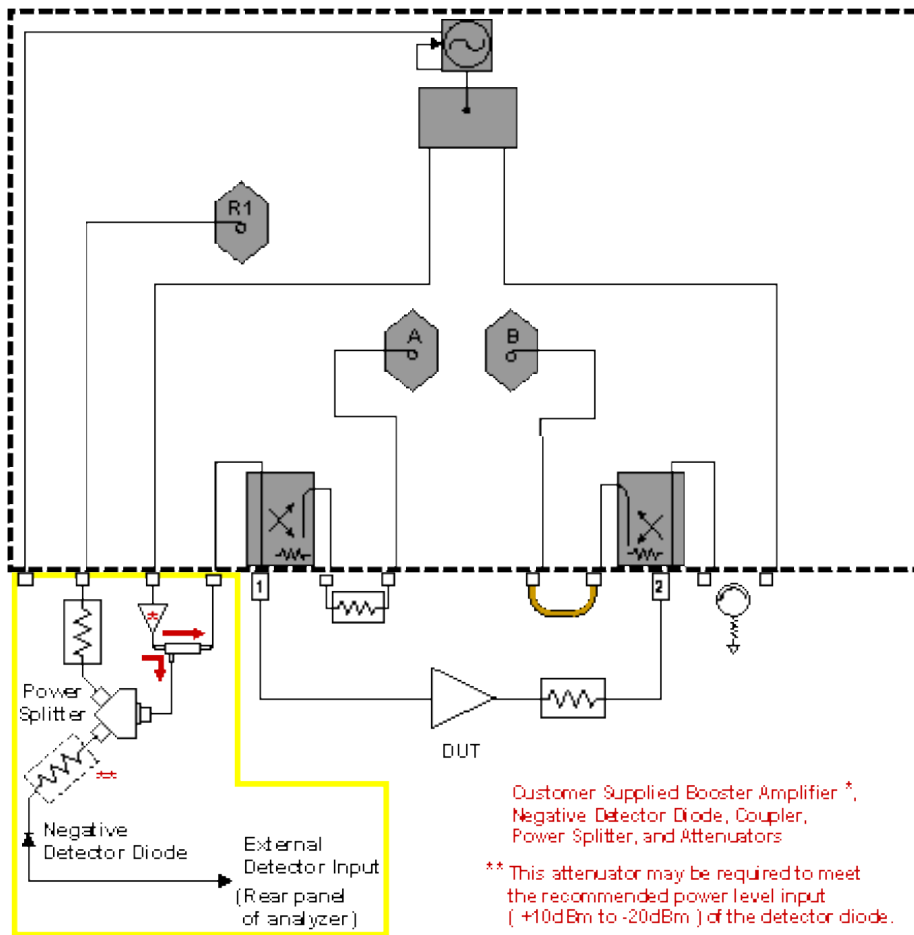 R1
A
B
1
2
*
Power
Splitter
**
DUT
Negative
Detector Diode
External
Detector Input
(Rear panel
of analyzer)
Customer Supplied Booster Amplifier *,
Negative Detector Diode, Coupler,
Power Splitter, and Attenuators
** This attenuator may be required to meet
the recommended power level input
( +10dBm to -20dBm ) of the detector diode.